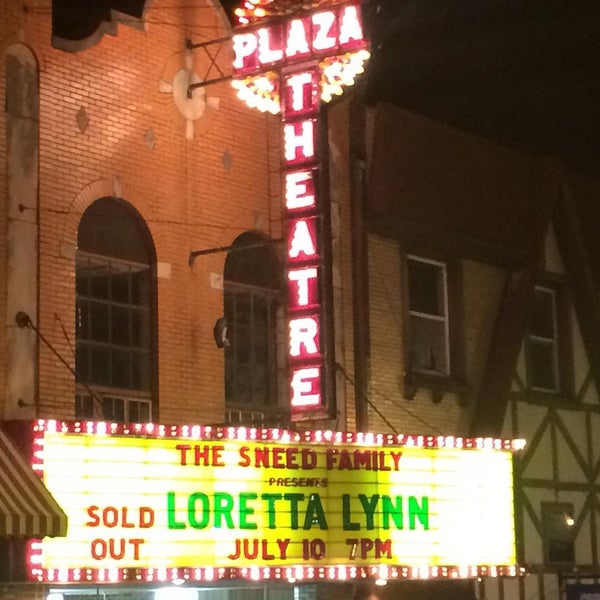 PLAZA
THEATRE
THE SNEED FAMILY
PRESENTS
SOLD LORETTA LYNN
OUT JULY 10 7PM